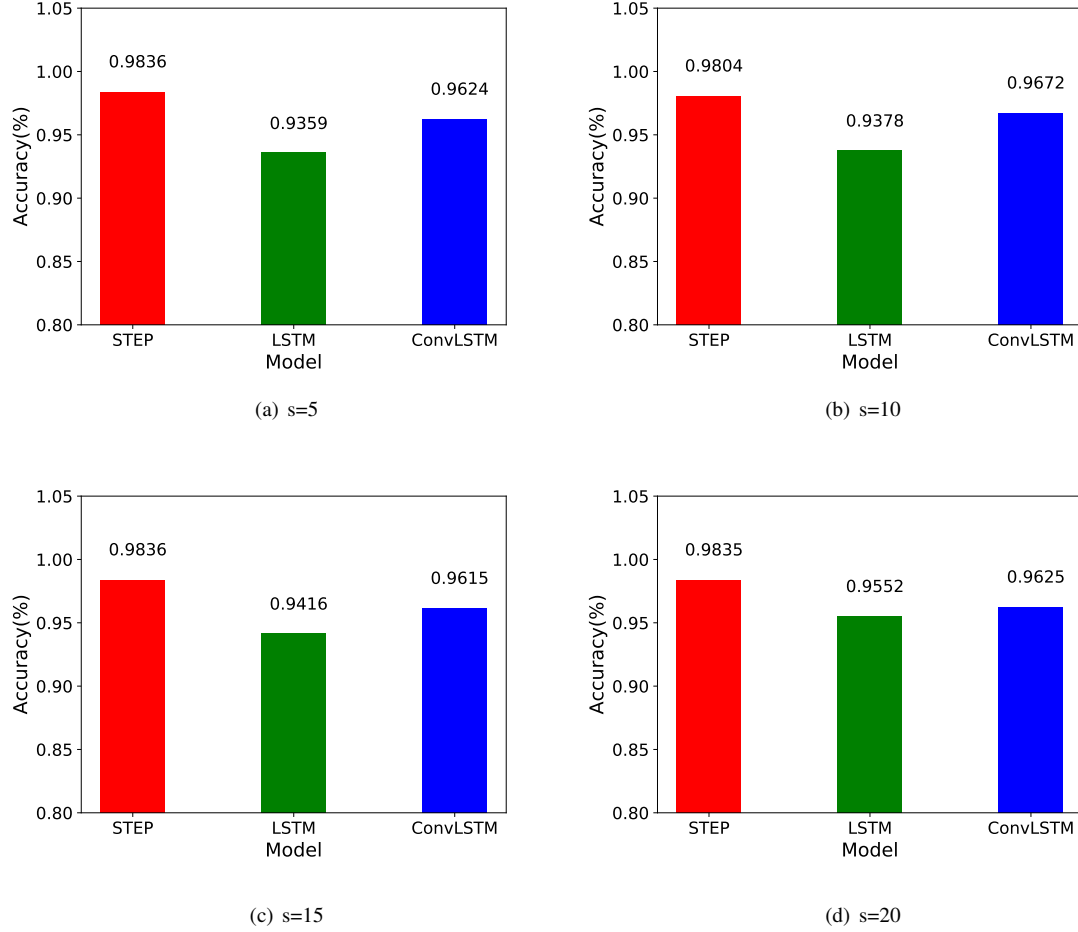 1.05
1.00
0.95
0.90
0.85
0.80
Accuracy(%)
0.9836
0.9359
0.9624
STEP LSTM ConvLSTM
Model
(a) s=5
1.05
1.00
0.95
0.90
0.85
0.80
Accuracy(%)
0.9804
0.9378
0.9672
STEP LSTM ConvLSTM
Model
(b) s=10
1.05
1.00
0.95
0.90
0.85
0.80
Accuracy(%)
0.9836
0.9416
0.9615
STEP LSTM ConvLSTM
Model
(c) s=15
1.05
1.00
0.95
0.90
0.85
0.80
Accuracy(%)
0.9835
0.9552
0.9625
STEP LSTM ConvLSTM
Model
(d) s=20